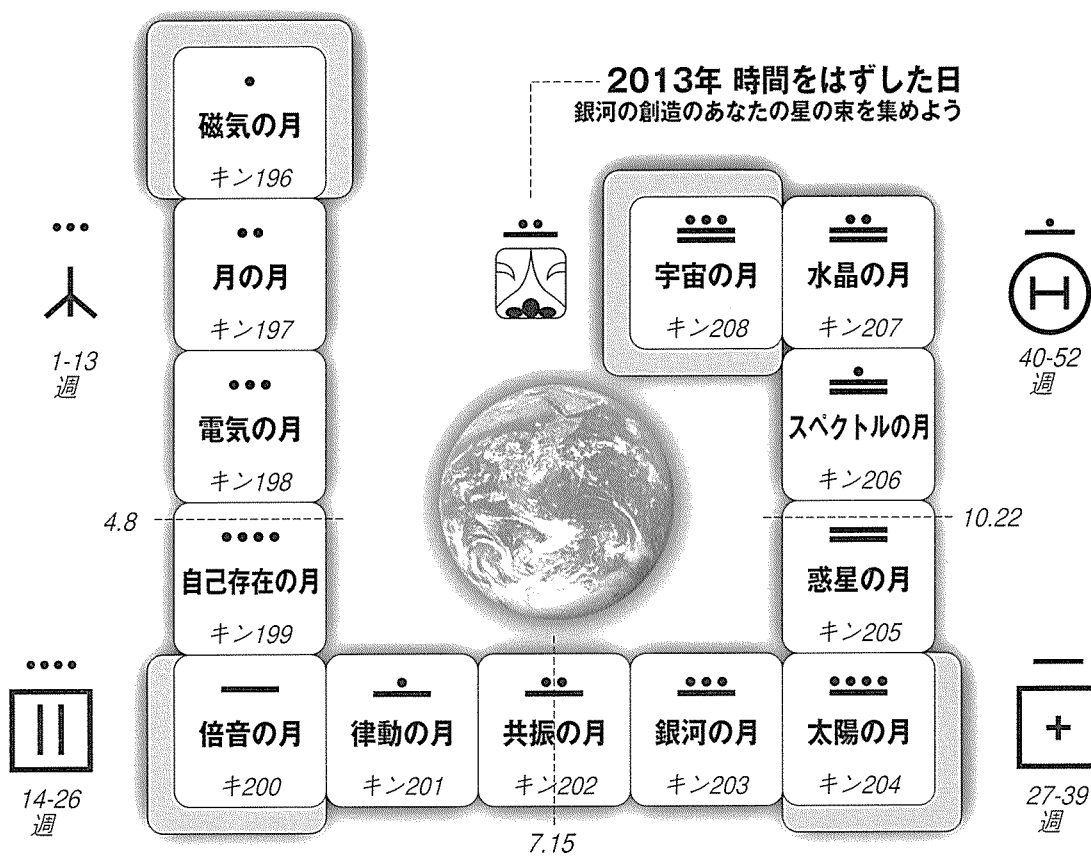 2013年 時間をはずした日
銀河の創造のあなたの星の束を集めよう
磁気の月
キン196
月の月
キン197
電気の月
キン198
自己存在の月
キン199
倍音の月
キ200
律動の月
キン201
共振の月
キン202
銀河の月
キン203
太陽の月
キン204
惑星の月
キン205
スペクトルの月
キン206
水晶の月
キン207
宇宙の月
キン208
1-13
週
4.8
14-26
週
7.15
27-39
週
10.22
40-52
週